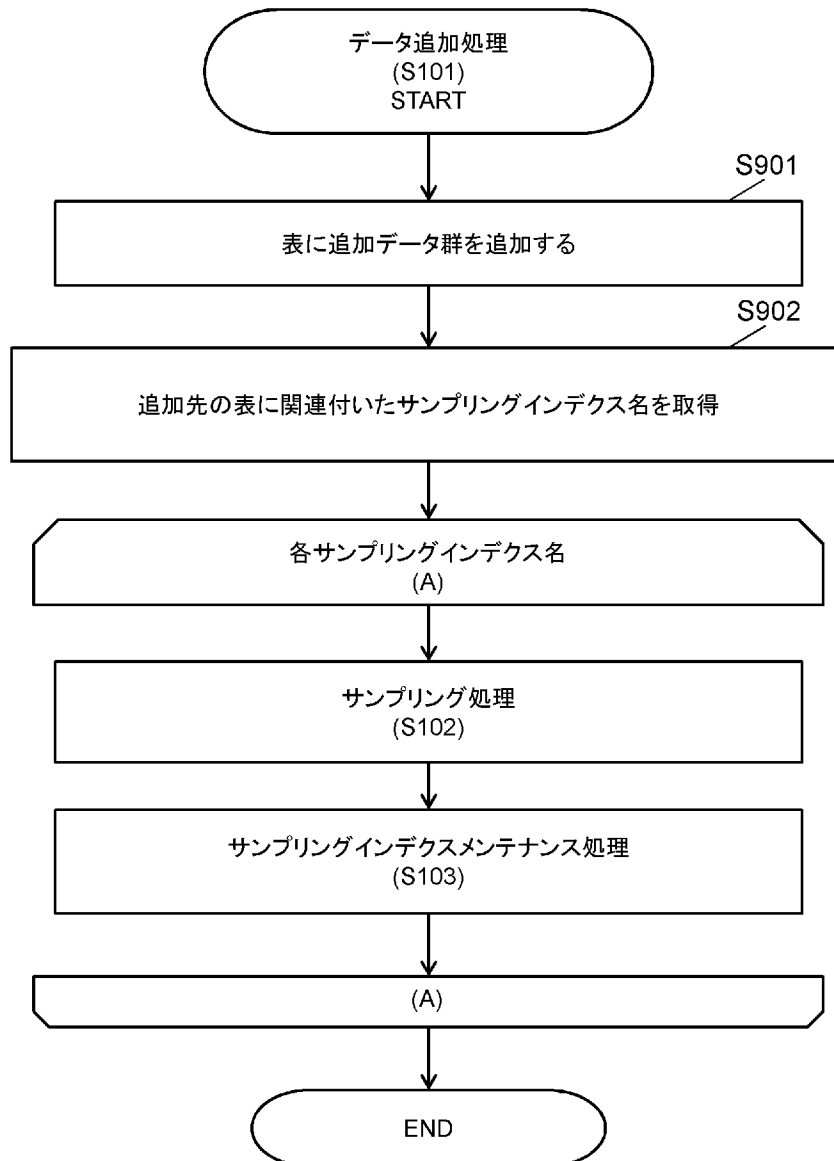 データ追加処理
(S101)
START
S901
表に追加データ群を追加する
S902
追加先の表に関連付いたサンプリングインデクス名を取得
各サンプリングインデクス名
(A)
サンプリング処理
(S102)
サンプリングインデクスメンテナンス処理
(S103)
(A)
END